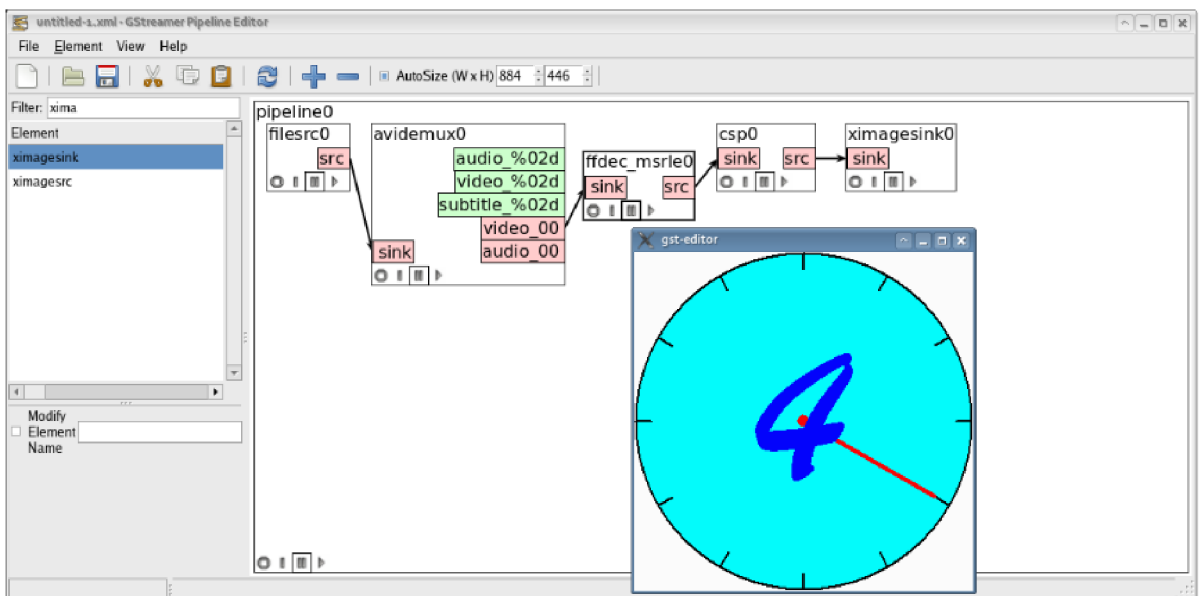 untitled-1.xml - GStreamer Pipeline Editor
File Element View Help
AutoSize (W x H) 884 446
Filter: xima
Element
ximagesink
ximagesrc
Modify
Element
Name
pipeline0
filesrc0
src
avidemux0
audio_%02d
video_%02d
subtitle_%02d
video_00
sink
audio_00
ffdec_msrle0
sink src
csp0
sink src
ximagesink0
sink
gst-editor
4